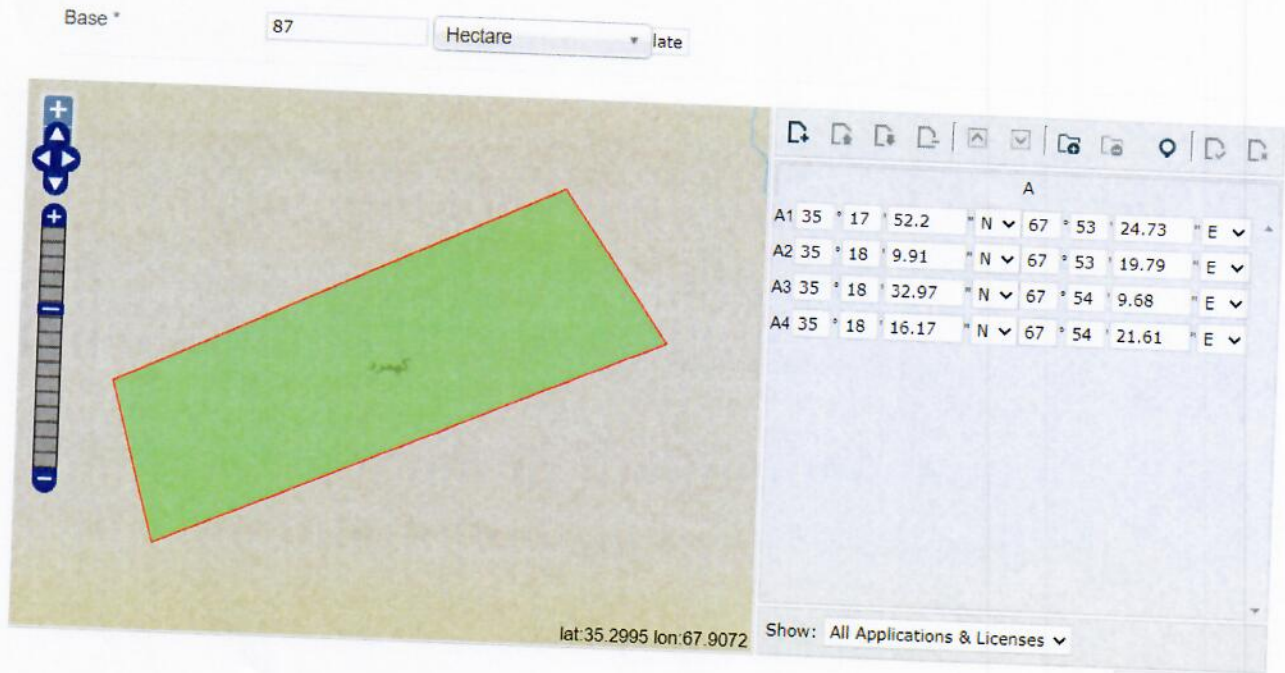 Base *
87
Hectare
late
A
A1 35 ° 17 ' 52.2 " N 67 ° 53 ' 24.73 " E
A2 35 ° 18 ' 9.91 " N 67 ° 53 ' 19.79 " E
A3 35 ° 18 ' 32.97 " N 67 ° 54 ' 9.68 " E
A4 35 ° 18 ' 16.17 " N 67 ° 54 ' 21.61 " E
کهمرد
lat:35.2995 lon:67.9072
Show: All Applications & Licenses